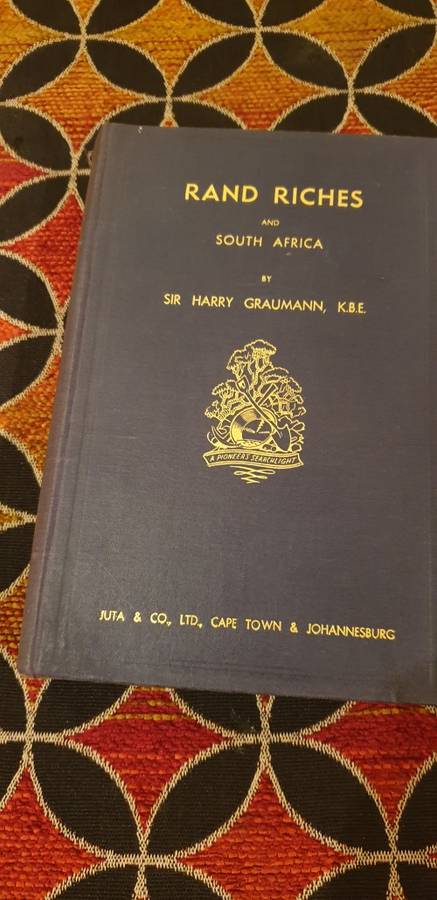 RAND RICHES
AND
SOUTH AFRICA
BY
SIR HARRY GRAUMANN, K.B.E.
A PIONEER'S SEARCHLIGHT
JUTA & CO., LTD., CAPE TOWN & JOHANNESBURG